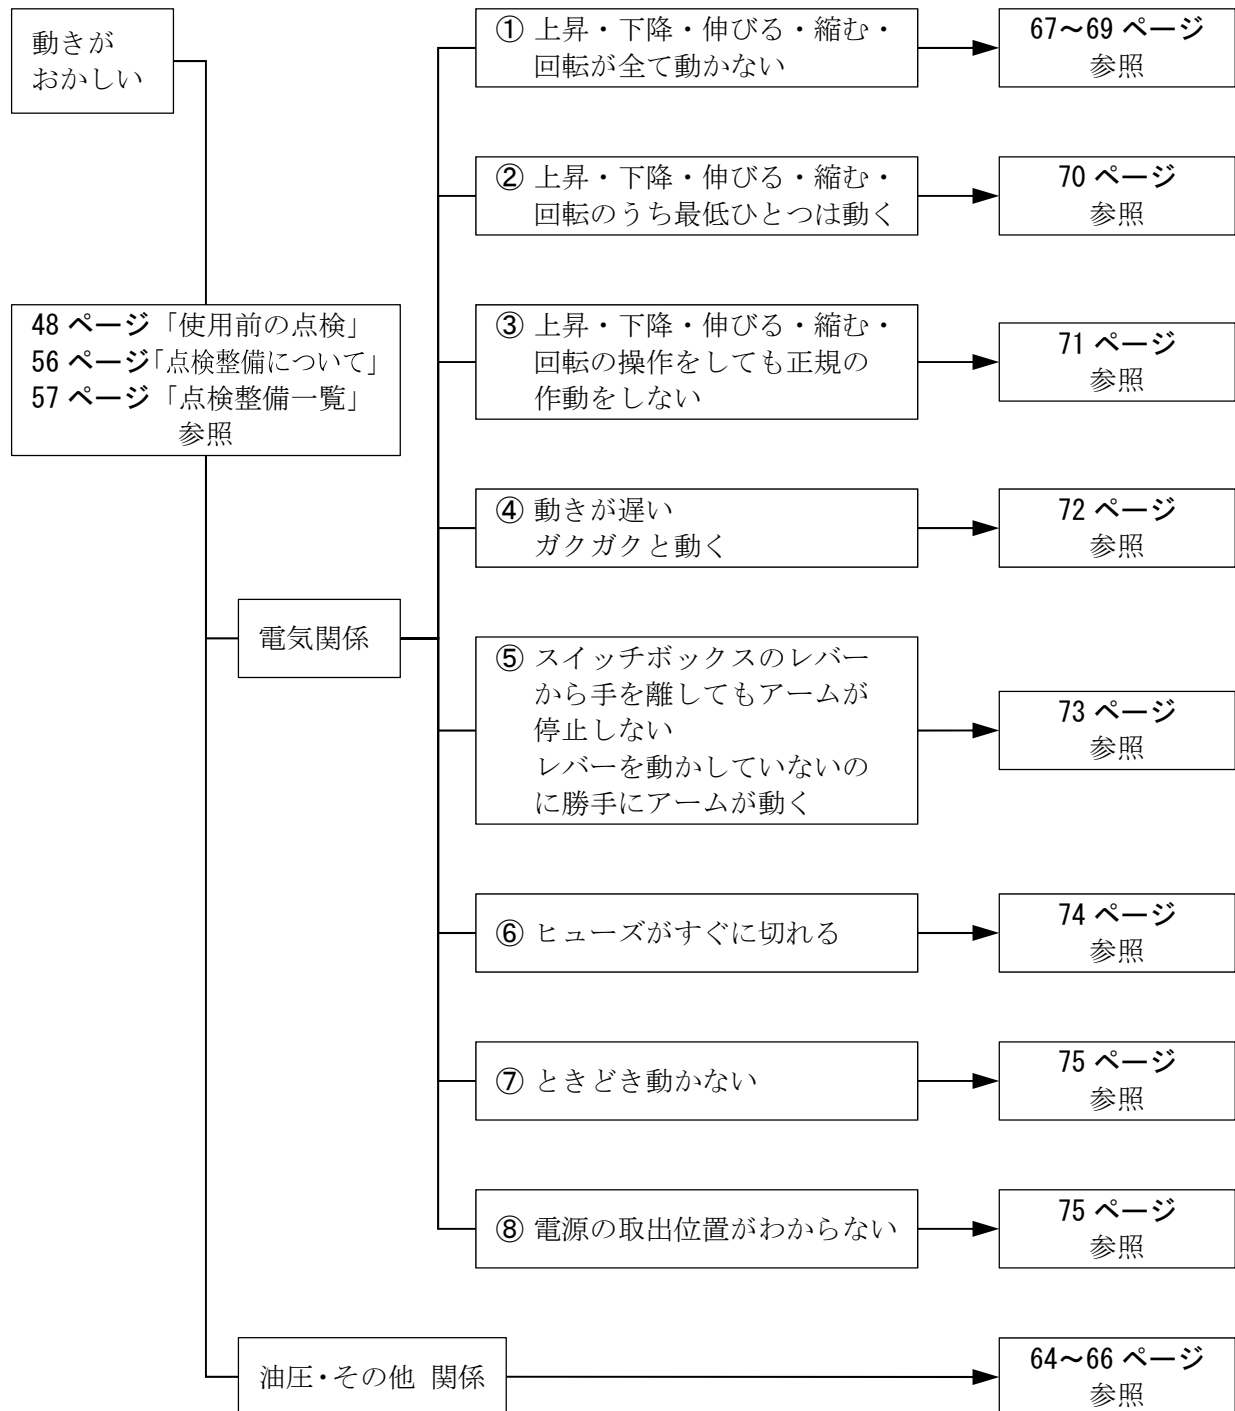 動きが
おかしい
48 ページ「使用前の点検」
56 ページ「点検整備について」
57 ページ「点検整備一覧」
参照
電気関係
① 上昇・下降・伸びる・縮む・
回転が全て動かない
67～69 ページ
参照
② 上昇・下降・伸びる・縮む・
回転のうち最低ひとつは動く
70 ページ
参照
③ 上昇・下降・伸びる・縮む・
回転の操作をしても正規の
作動をしない
71 ページ
参照
④ 動きが遅い
ガクガクと動く
72 ページ
参照
⑤ スイッチボックスのレバー
から手を離してもアームが
停止しない
レバーを動かしていないの
に勝手にアームが動く
73 ページ
参照
⑥ ヒューズがすぐに切れる
74 ページ
参照
⑦ ときどき動かない
75 ページ
参照
⑧ 電源の取出位置がわからない
75 ページ
参照
油圧・その他 関係
64～66 ページ
参照